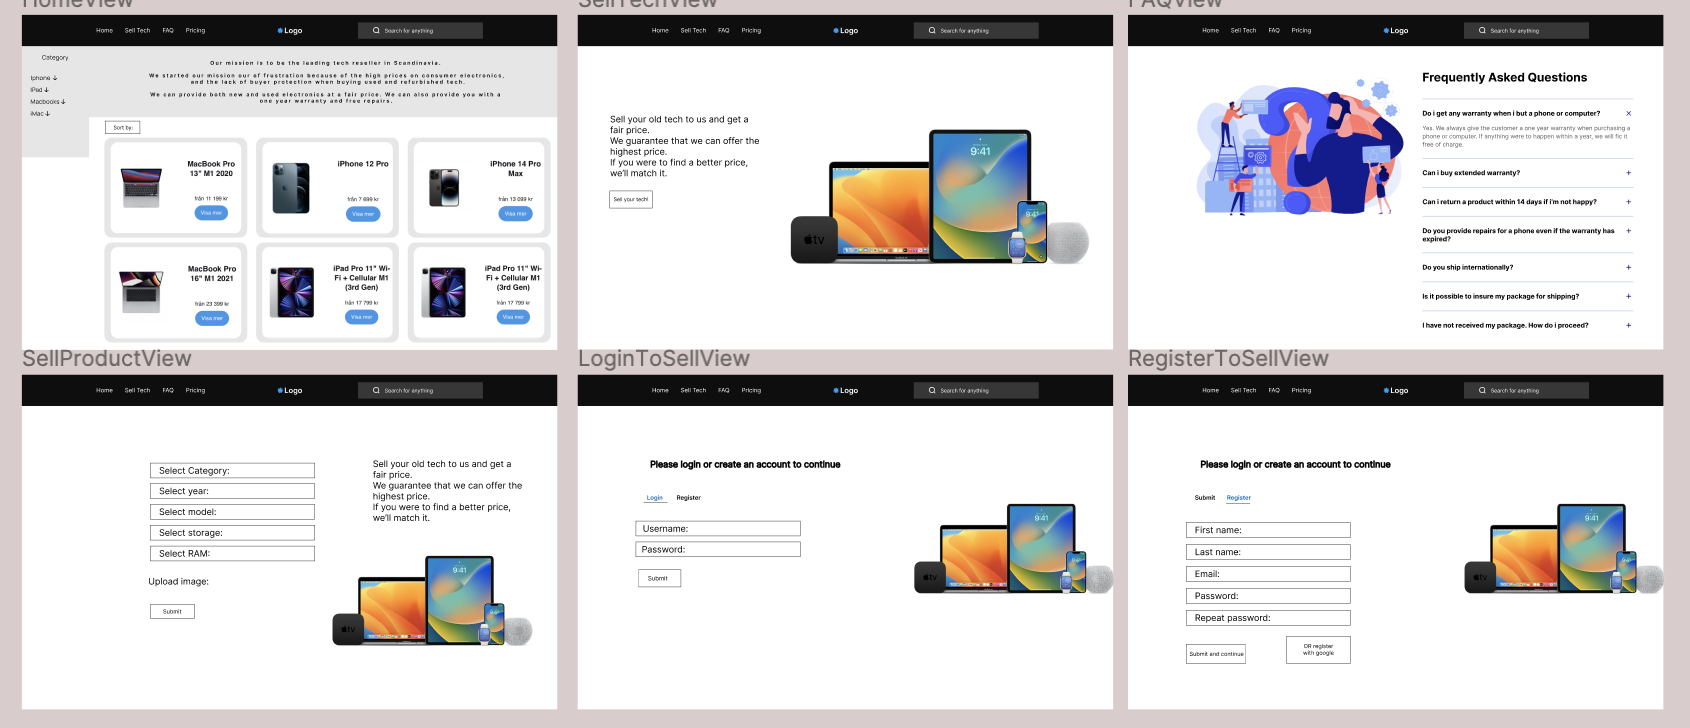 HomeView
Home Sell Tech FAQ Pricing Logo Search for anything
Category
Iphone ↓
iPad ↓
Macbooks ↓
iMac ↓
Our mission is to be the leading tech reseller in Scandinavia.
We started our mission our of frustration because of the high prices on consumer electronics,
and the lack of buyer protection when buying used and refurbished tech.
We can provide both new and used electronics at a fair price. We can also provide you with a
one year warranty and free repairs.
Sort by:
MacBook Pro
13" M1 2020
från 11 199 kr
Visa mer
iPhone 12 Pro
från 7 699 kr
Visa mer
iPhone 14 Pro
Max
från 13 099 kr
Visa mer
MacBook Pro
16" M1 2021
från 23 399 kr
Visa mer
iPad Pro 11" Wi-
Fi + Cellular M1
(3rd Gen)
från 17 799 kr
Visa mer
iPad Pro 11" Wi-
Fi + Cellular M1
(3rd Gen)
från 17 799 kr
Visa mer
SellTechView
Home Sell Tech FAQ Pricing Logo Search for anything
Sell your old tech to us and get a
fair price.
We guarantee that we can offer the
highest price.
If you were to find a better price,
we'll match it.
Sell your tech!
tv
9:41
9:41
FAQView
Home Sell Tech FAQ Pricing Logo Search for anything
Frequently Asked Questions
Do i get any warranty when i but a phone or computer? ×
Yes. We always give the customer a one year warranty when purchasing a
phone or computer. If anything were to happen within a year, we will fic it
free of charge.
Can i buy extended warranty? +
Can i return a product within 14 days if i'm not happy? +
Do you provide repairs for a phone even if the warranty has +
expired?
Do you ship internationally? +
Is it possible to insure my package for shipping? +
I have not received my package. How do i proceed? +
SellProductView
Home Sell Tech FAQ Pricing Logo Search for anything
Select Category:
Select year:
Select model:
Select storage:
Select RAM:
Upload image:
Submit
Sell your old tech to us and get a
fair price.
We guarantee that we can offer the
highest price.
If you were to find a better price,
we'll match it.
tv
9:41
9:41
LoginToSellView
Home Sell Tech FAQ Pricing Logo Search for anything
Please login or create an account to continue
Login Register
Username:
Password:
Submit
tv
9:41
9:41
RegisterToSellView
Home Sell Tech FAQ Pricing Logo Search for anything
Please login or create an account to continue
Submit Register
First name:
Last name:
Email:
Password:
Repeat password:
Submit and continue
OR register
with google
tv
9:41
9:41